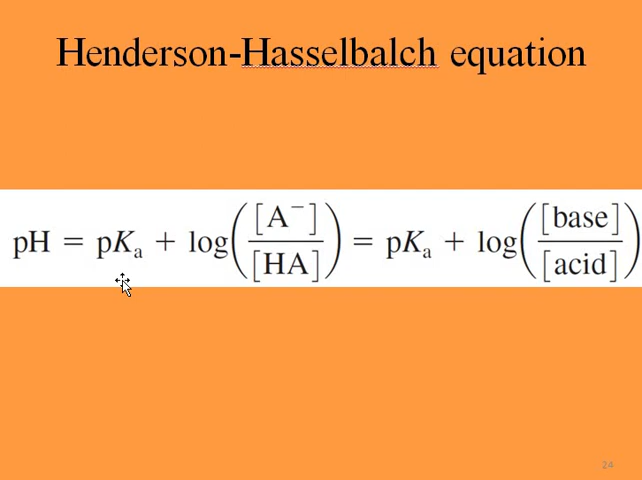 Henderson-Hasselbalch equation
pH = pKₐ + log([A⁻]/[HA]) = pKₐ + log([base]/[acid])
24